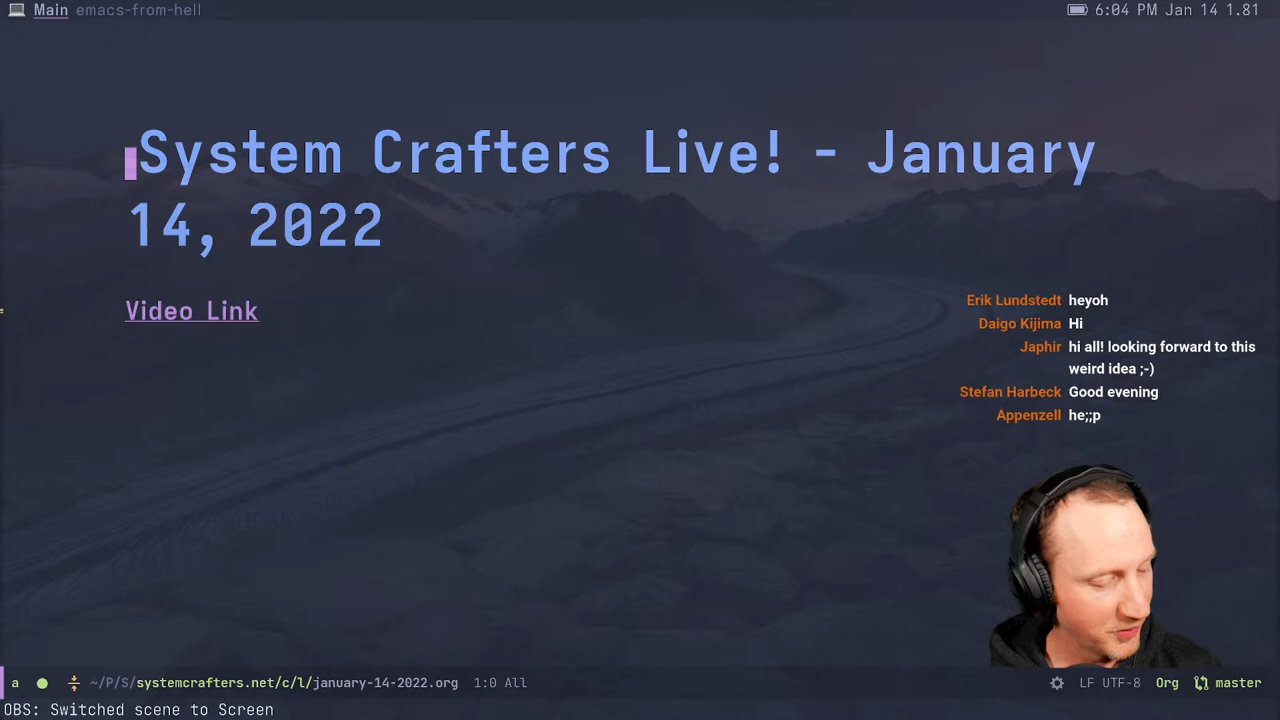 Main emacs-from-hell
6:04 PM Jan 14 1.81
System Crafters Live! - January
14, 2022
Video Link
Erik Lundstedt heyoh
Daigo Kijima Hi
Japhir hi all! looking forward to this
weird idea ;-)
Stefan Harbeck Good evening
Appenzell he;;p
a ~/P/S/systemcrafters.net/c/l/january-14-2022.org 1:0 All
LF UTF-8 Org master
OBS: Switched scene to Screen